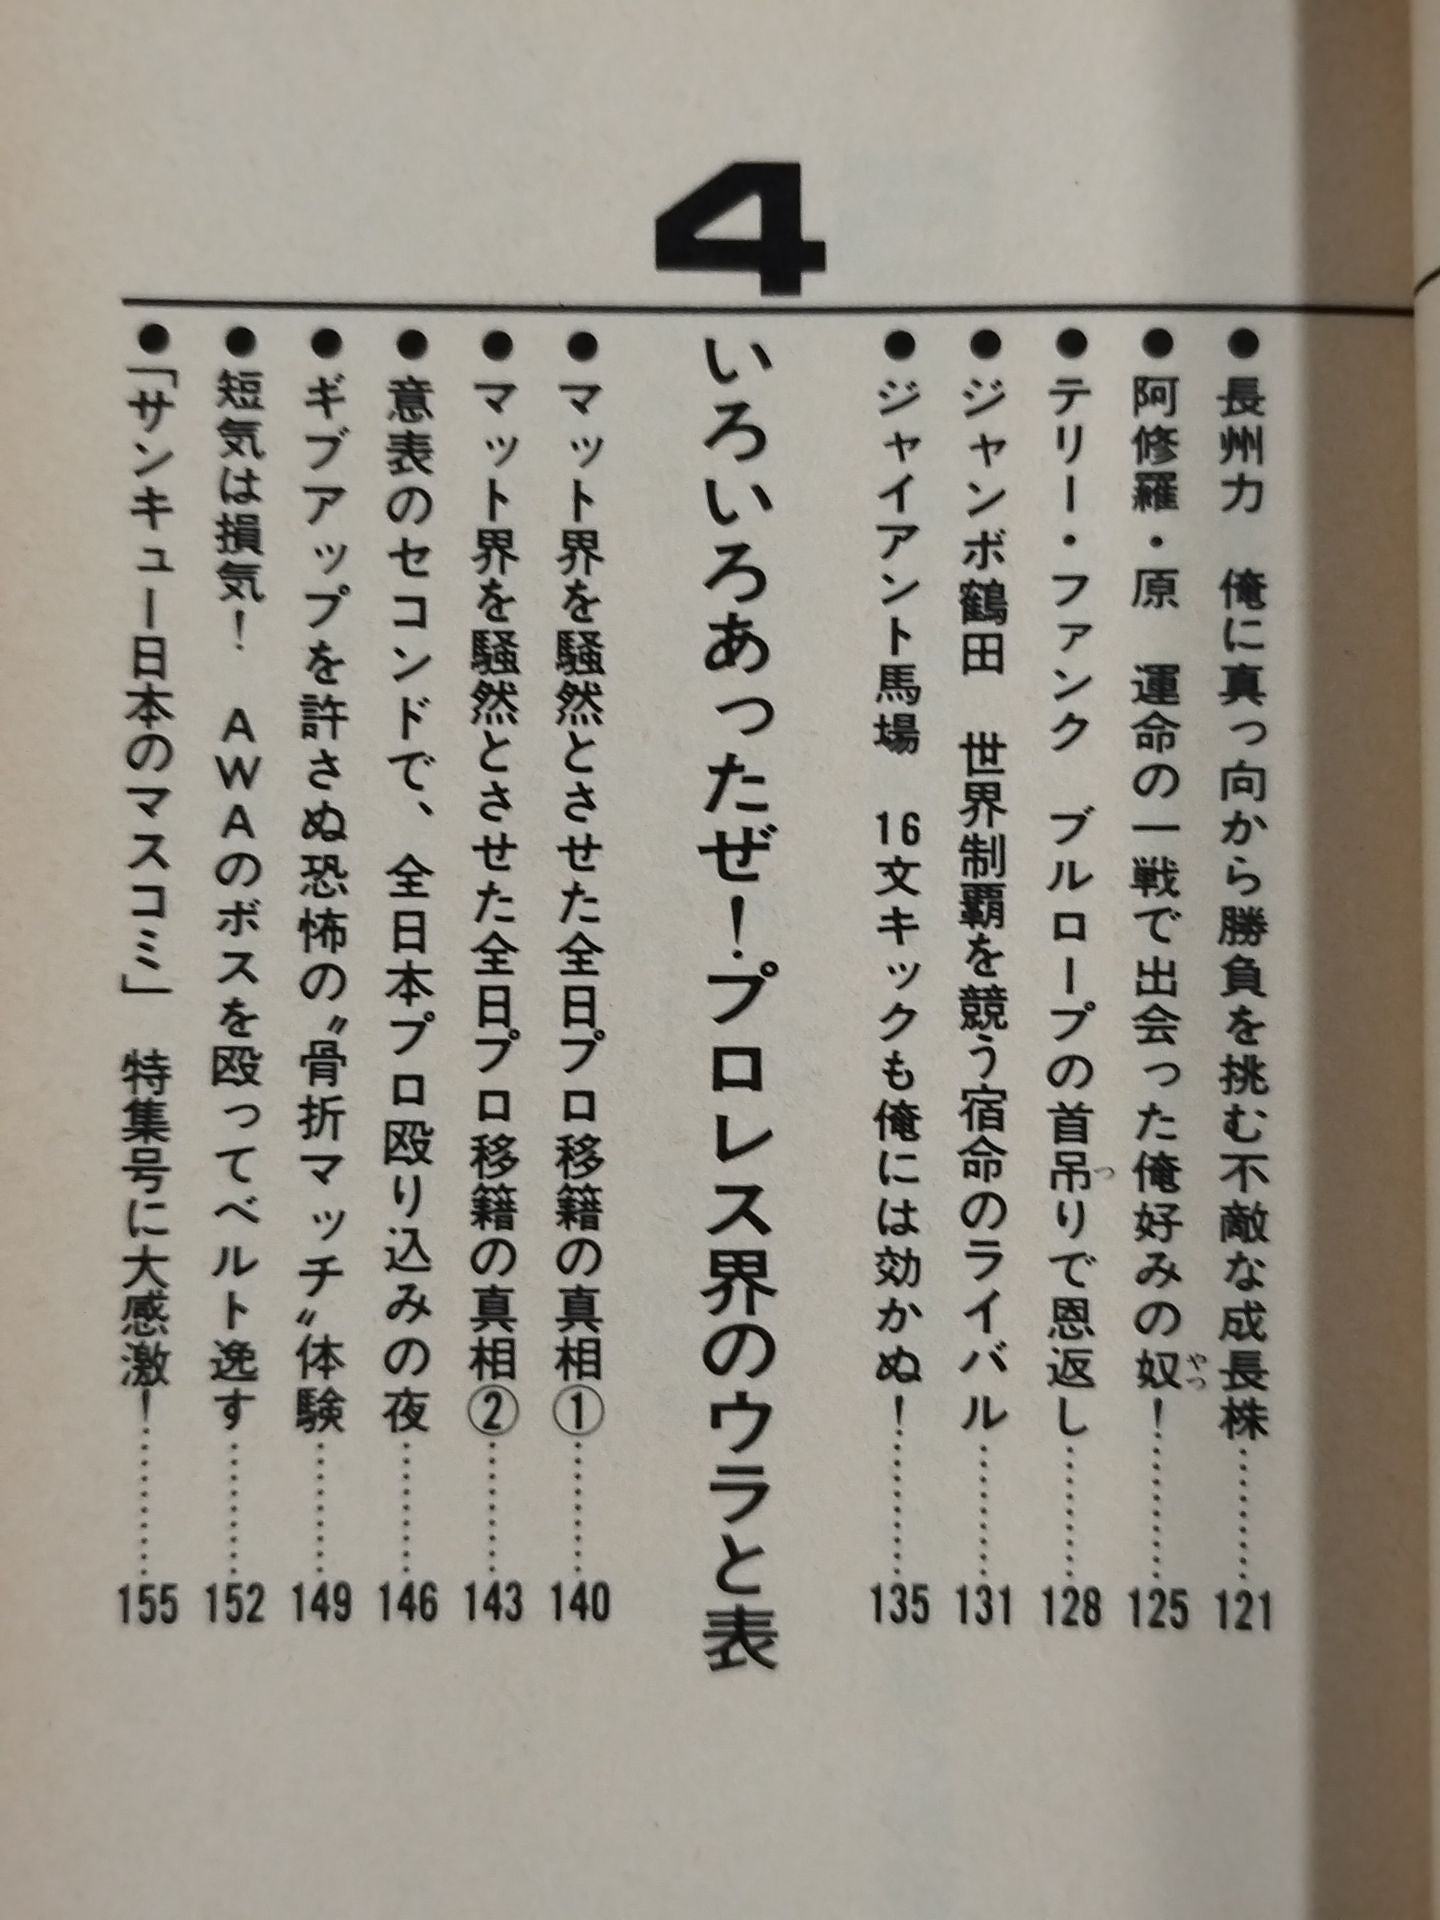 ●長州力　俺に真っ向から勝負を挑む不敵な成長株…………121
●阿修羅・原　運命の一戦で出会った俺好みの奴やつ！…………125
●テリー・ファンク　ブルロープの首吊つりで恩返し…………128
●ジャンボ鶴田　世界制覇を競う宿命のライバル…………131
●ジャイアント馬場　16文キックも俺には効かぬ！…………135
4
いろいろあったぜ！プロレス界のウラと表
●マット界を騒然とさせた全日プロ移籍の真相①…………140
●マット界を騒然とさせた全日プロ移籍の真相②…………143
●意表のセコンドで、全日本プロ殴り込みの夜…………146
●ギブアップを許さぬ恐怖の〝骨折マッチ〟体験…………149
●短気は損気！　AWAのボスを殴ってベルト逸す…………152
●「サンキュー日本のマスコミ」　特集号に大感激！…………155